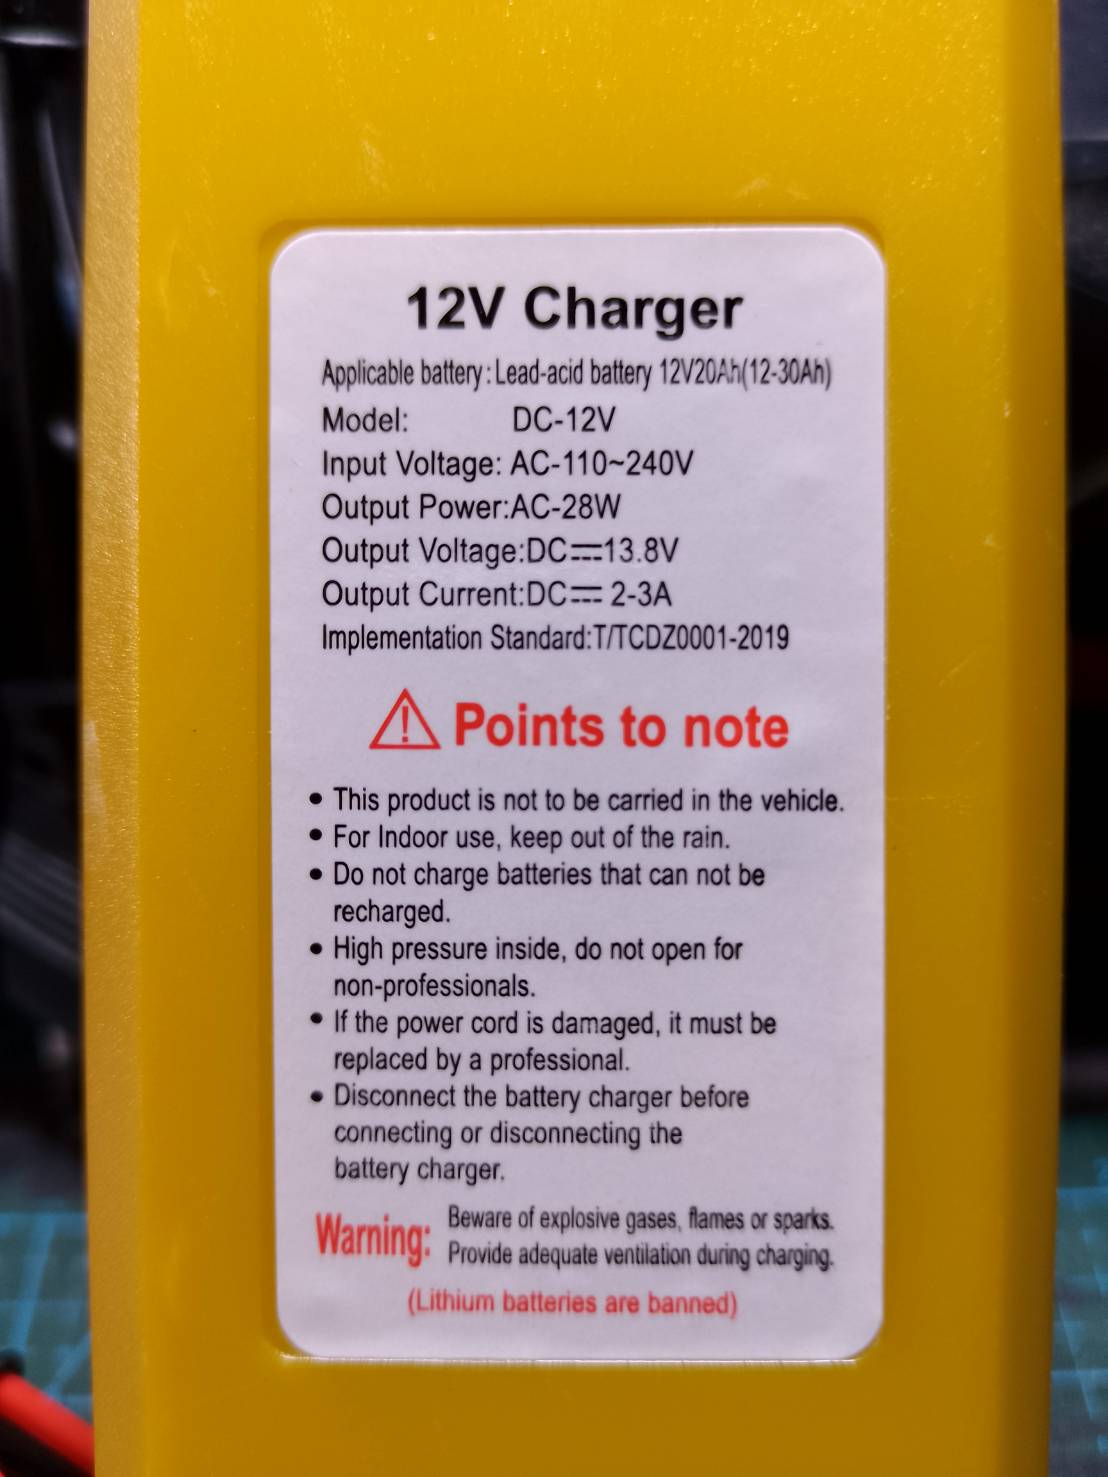 12V Charger
Applicable battery:Lead-acid battery 12V20Ah(12-30Ah)
Model: DC-12V
Input Voltage: AC-110~240V
Output Power:AC-28W
Output Voltage:DC⎓13.8V
Output Current:DC⎓ 2-3A
Implementation Standard:T/TCDZ0001-2019
Points to note
• This product is not to be carried in the vehicle.
• For Indoor use, keep out of the rain.
• Do not charge batteries that can not be
recharged.
• High pressure inside, do not open for
non-professionals.
• If the power cord is damaged, it must be
replaced by a professional.
• Disconnect the battery charger before
connecting or disconnecting the
battery charger.
Warning: Beware of explosive gases, flames or sparks.
Provide adequate ventilation during charging.
(Lithium batteries are banned)